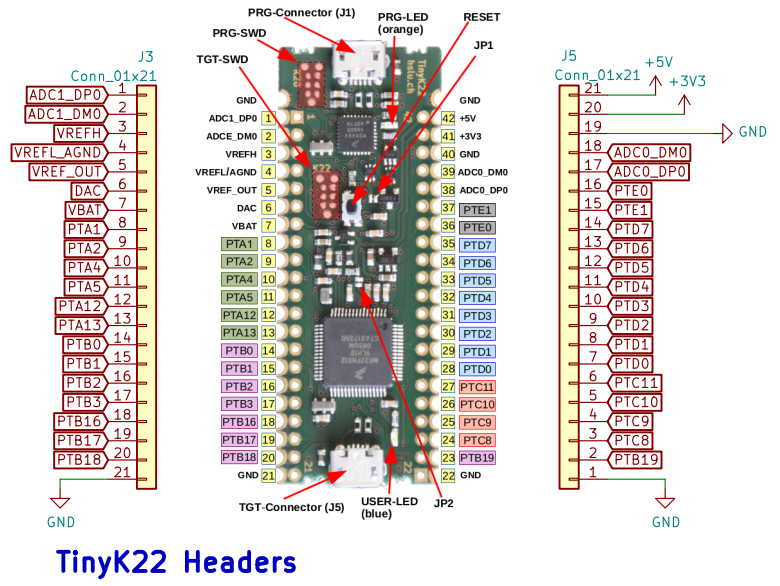 PRG-Connector (J1)
PRG-LED
(orange)
RESET
PRG-SWD
JP1
TGT-SWD
J3
Conn_01x21
ADC1_DP0 1
ADC1_DM0 2
VREFH 3
VREFL_AGND 4
VREF_OUT 5
DAC 6
VBAT 7
PTA1 8
PTA2 9
PTA4 10
PTA5 11
PTA12 12
PTA13 13
PTB0 14
PTB1 15
PTB2 16
PTB3 17
PTB16 18
PTB17 19
PTB18 20
21
GND
K20
TinyK22
hslu.ch
K22
1
21
22
GND GND
ADC1_DP0 1 42 +5V
ADCE_DM0 2 41 +3V3
VREFH 3 40 GND
VREFL/AGND 4 39 ADC0_DM0
VREF_OUT 5 38 ADC0_DP0
DAC 6 37 PTE1
VBAT 7 36 PTE0
PTA1 8 35 PTD7
PTA2 9 34 PTD6
PTA4 10 33 PTD5
PTA5 11 32 PTD4
PTA12 12 31 PTD3
PTA13 13 30 PTD2
PTB0 14 29 PTD1
PTB1 15 28 PTD0
PTB2 16 27 PTC11
PTB3 17 26 PTC10
PTB16 18 25 PTC9
PTB17 19 24 PTC8
PTB18 20 23 PTB19
GND 21 22 GND
TGT-Connector (J5)
USER-LED
(blue)
JP2
J5
Conn_01x21
21 +5V
20 +3V3
19 GND
18 ADC0_DM0
17 ADC0_DP0
16 PTE0
15 PTE1
14 PTD7
13 PTD6
12 PTD5
11 PTD4
10 PTD3
9 PTD2
8 PTD1
7 PTD0
6 PTC11
5 PTC10
4 PTC9
3 PTC8
2 PTB19
1
GND
TinyK22 Headers